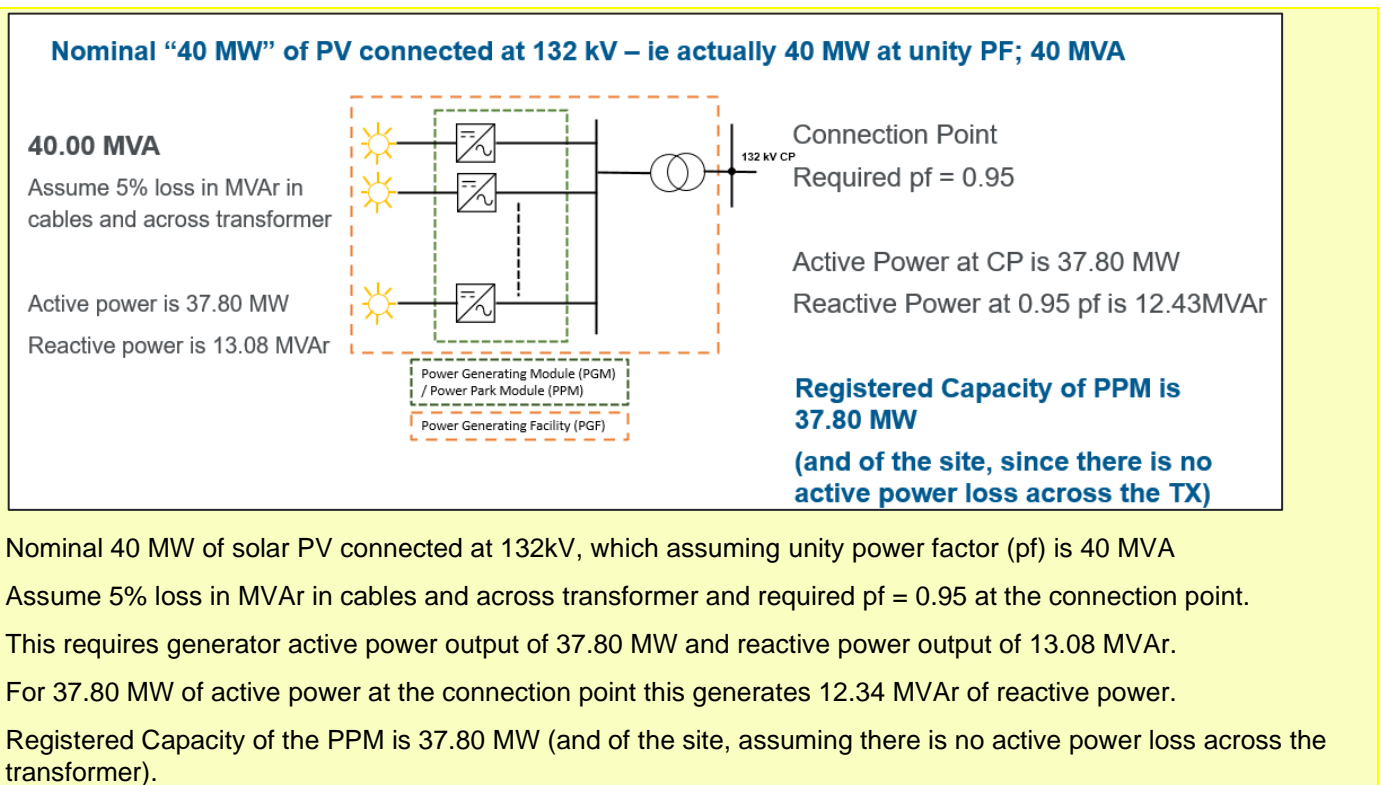 Nominal “40 MW” of PV connected at 132 kV – ie actually 40 MW at unity PF; 40 MVA
40.00 MVA
Assume 5% loss in MVAr in
cables and across transformer
Active power is 37.80 MW
Reactive power is 13.08 MVAr
132 kV CP
Connection Point
Required pf = 0.95
Active Power at CP is 37.80 MW
Reactive Power at 0.95 pf is 12.43MVAr
Power Generating Module (PGM)
/ Power Park Module (PPM)
Power Generating Facility (PGF)
Registered Capacity of PPM is
37.80 MW
(and of the site, since there is no
active power loss across the TX)
Nominal 40 MW of solar PV connected at 132kV, which assuming unity power factor (pf) is 40 MVA
Assume 5% loss in MVAr in cables and across transformer and required pf = 0.95 at the connection point.
This requires generator active power output of 37.80 MW and reactive power output of 13.08 MVAr.
For 37.80 MW of active power at the connection point this generates 12.34 MVAr of reactive power.
Registered Capacity of the PPM is 37.80 MW (and of the site, assuming there is no active power loss across the
transformer).